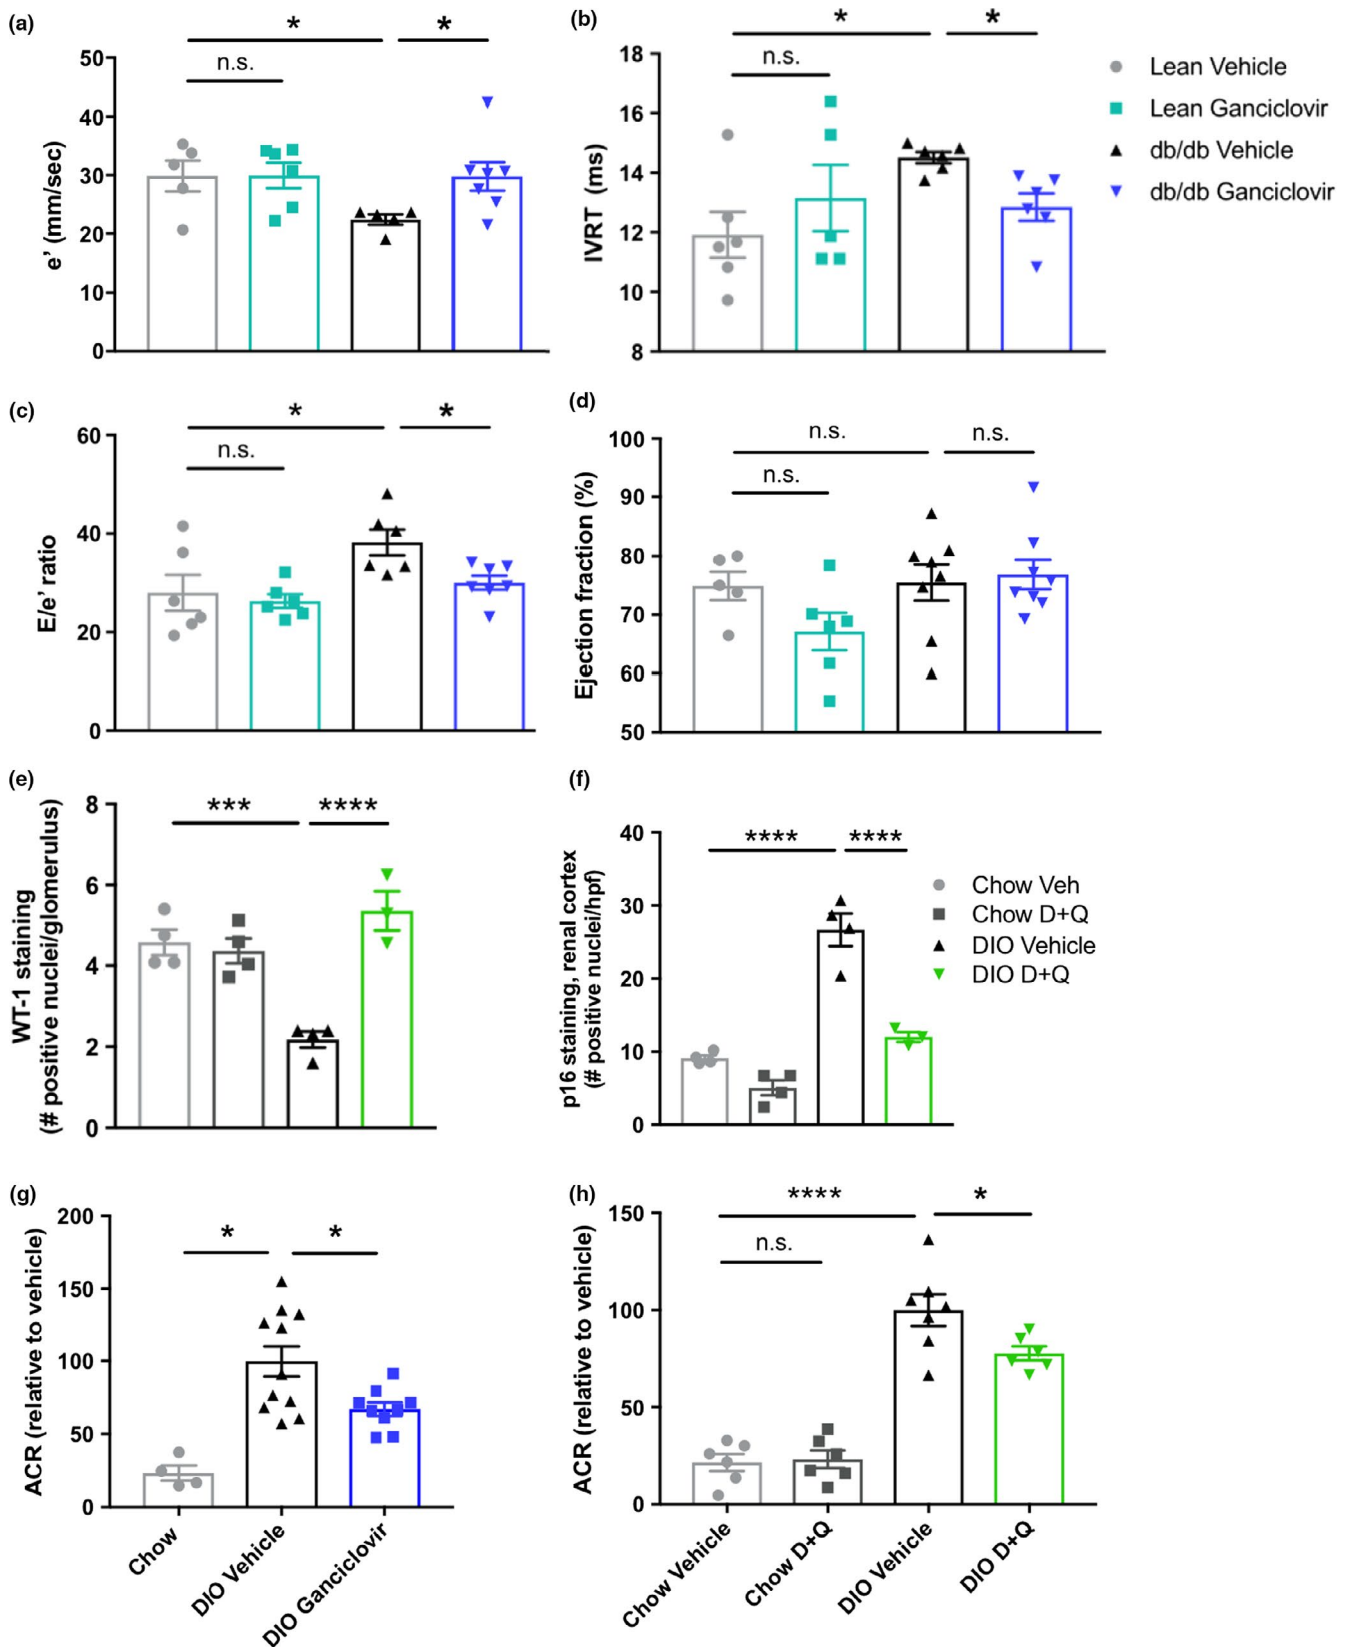 (a)
* *
n.s.
50
40
30
20
10
0
e’ (mm/sec)
(b)
* *
n.s.
18
16
14
12
10
8
IVRT (ms)
Lean Vehicle
Lean Ganciclovir
db/db Vehicle
db/db Ganciclovir
(c)
* *
n.s.
60
40
20
0
E/e’ ratio
(d)
n.s. n.s.
n.s.
100
90
80
70
60
50
Ejection fraction (%)
(e)
*** ****
8
6
4
2
0
WT-1 staining
(# positive nuclei/glomerulus)
(f)
**** ****
40
30
20
10
0
p16 staining, renal cortex
(# positive nuclei/hpf)
Chow Veh
Chow D+Q
DIO Vehicle
DIO D+Q
(g)
* *
200
150
100
50
0
ACR (relative to vehicle)
Chow
DIO Vehicle
DIO Ganciclovir
(h)
**** *
n.s.
150
100
50
0
ACR (relative to vehicle)
Chow Vehicle
Chow D+Q
DIO Vehicle
DIO D+Q